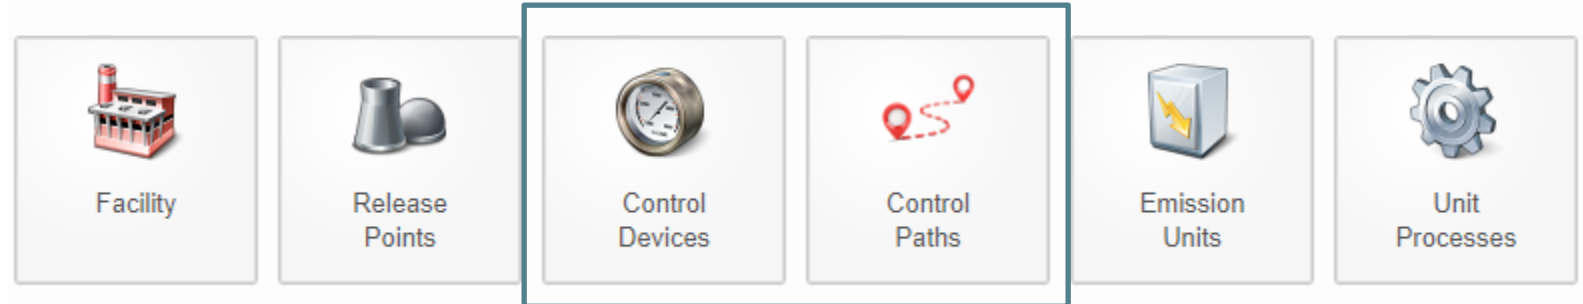 Facility
Release
Points
Control
Devices
Control
Paths
Emission
Units
Unit
Processes